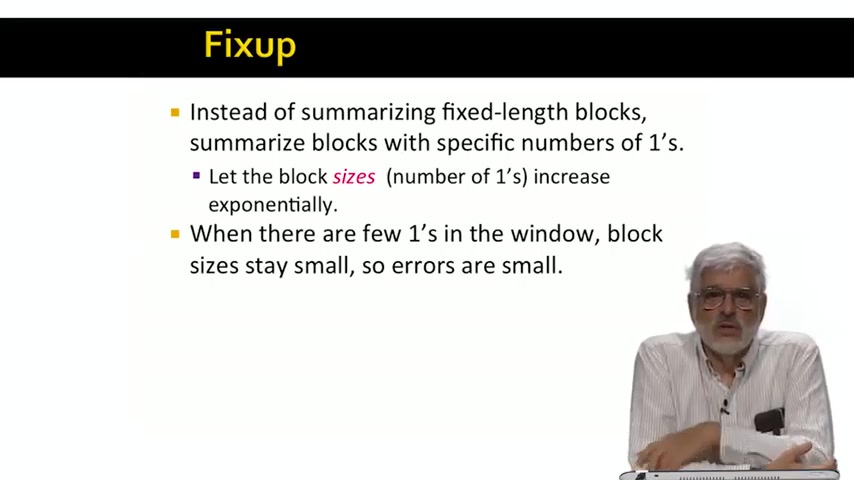 Fixup
Instead of summarizing fixed-length blocks,
summarize blocks with specific numbers of 1's.
Let the block sizes (number of 1's) increase
exponentially.
When there are few 1's in the window, block
sizes stay small, so errors are small.